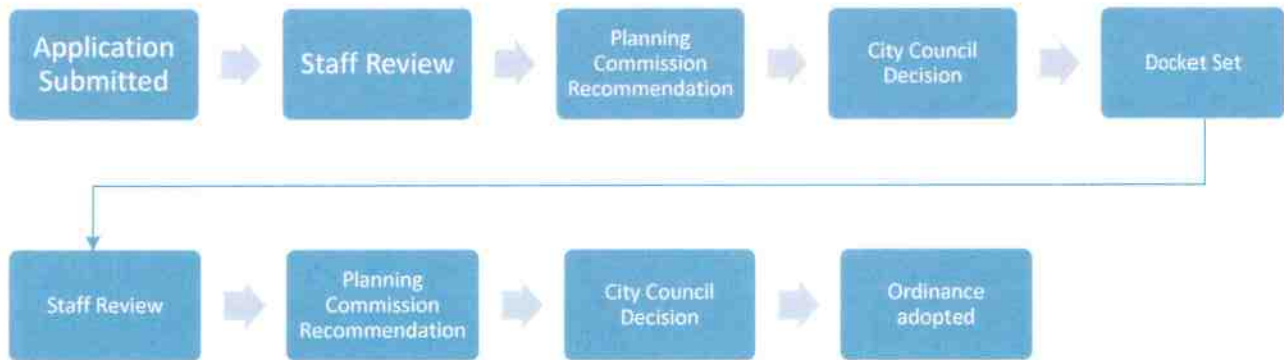 Application
Submitted
Staff Review
Planning
Commission
Recommendation
City Council
Decision
Docket Set
Staff Review
Planning
Commission
Recommendation
City Council
Decision
Ordinance
adopted